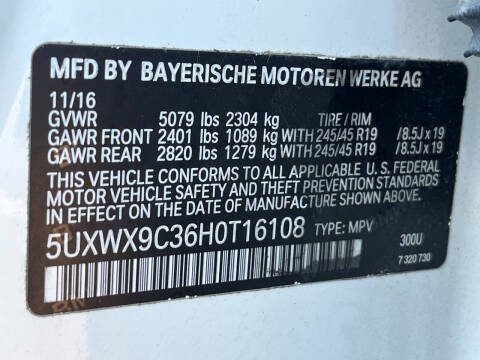 MFD BY BAYERISCHE MOTOREN WERKE AG
11/16
GVWR 5079 lbs 2304 kg TIRE / RIM
GAWR FRONT 2401 lbs 1089 kg WITH 245/45 R19 / 8.5J x 19
GAWR REAR 2820 lbs 1279 kg WITH 245/45 R19 / 8.5J x 19
THIS VEHICLE CONFORMS TO ALL APPLICABLE U.S. FEDERAL
MOTOR VEHICLE SAFETY AND THEFT PREVENTION STANDARDS
IN EFFECT ON THE DATE OF MANUFACTURE SHOWN ABOVE.
5UXWX9C36H0T16108 TYPE: MPV
300U
7 320 730